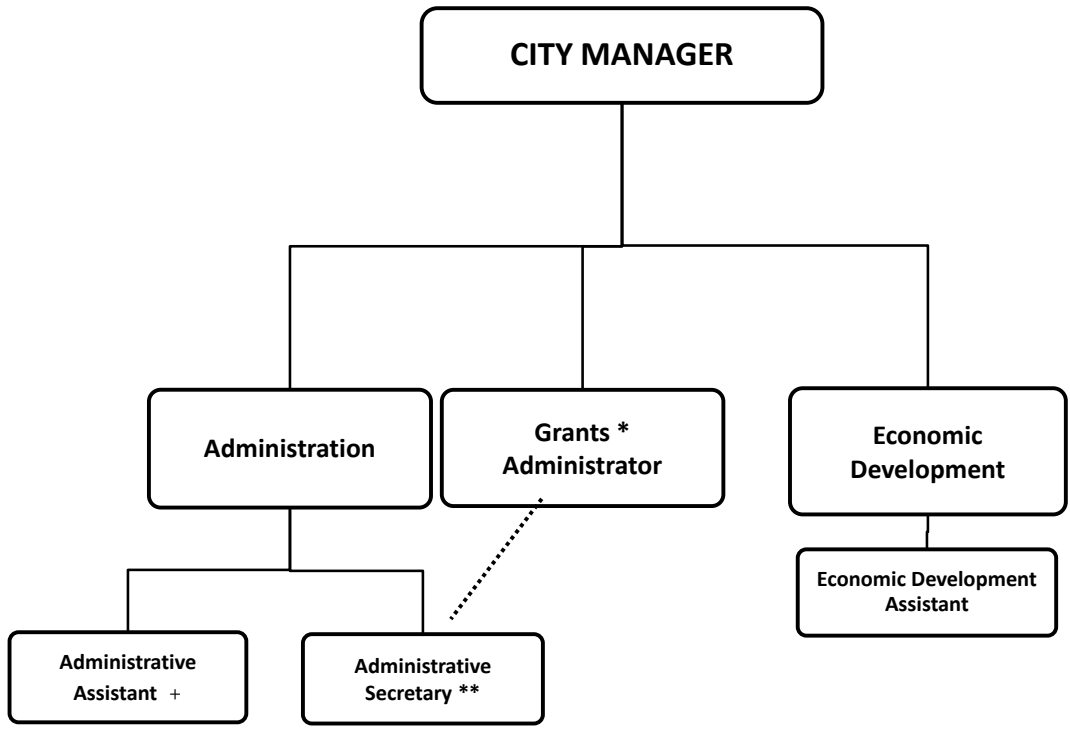 CITY MANAGER
Administration
Grants *
Administrator
Economic
Development
Economic Development
Assistant
Administrative
Assistant +
Administrative
Secretary **